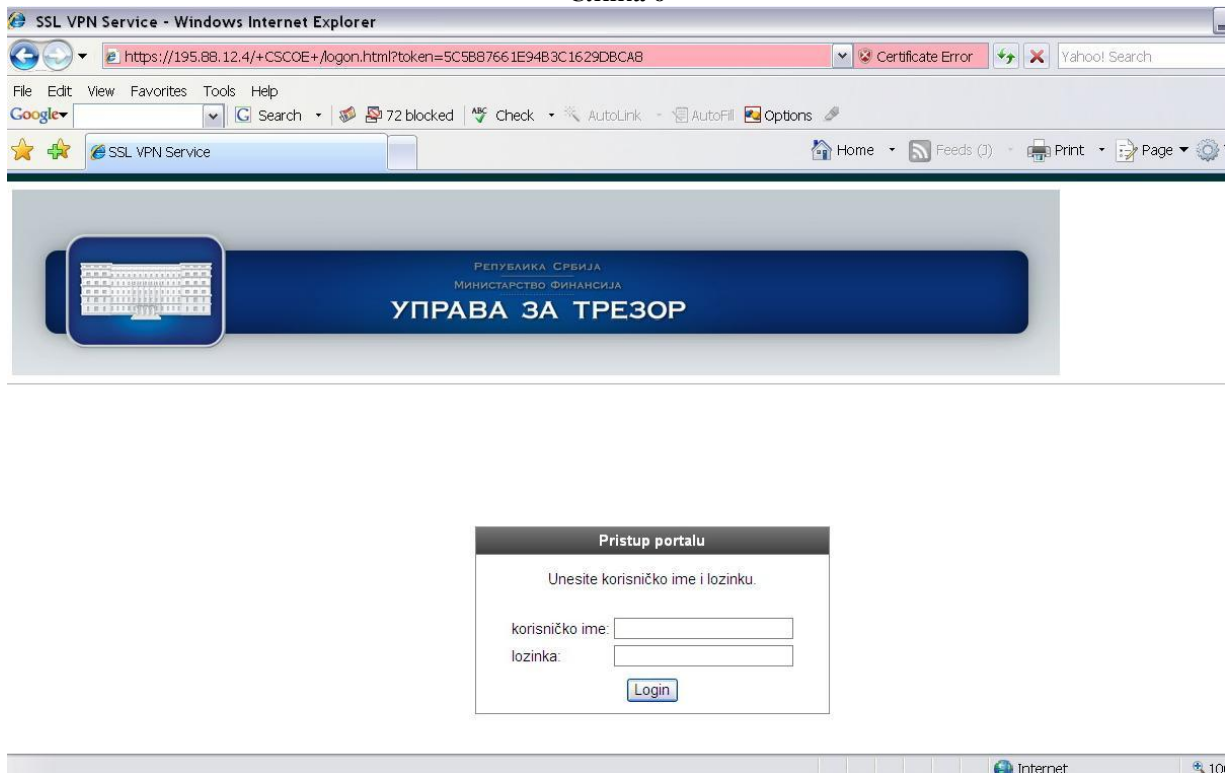 SSL VPN Service - Windows Internet Explorer
https://195.88.12.4/+CSCOE+/logon.html?token=5C5B87661E94B3C1629DBCA8 Certificate Error Yahoo! Search
File Edit View Favorites Tools Help
Google Search 72 blocked ABC Check AutoLink AutoFill Options
SSL VPN Service Home Feeds (J) Print Page
РЕПУБЛИКА СРБИЈА
МИНИСТАРСТВО ФИНАНСИЈА
УПРАВА ЗА ТРЕЗОР
Pristup portalu
Unesite korisničko ime i lozinku.
korisničko ime:
lozinka:
Login
Internet